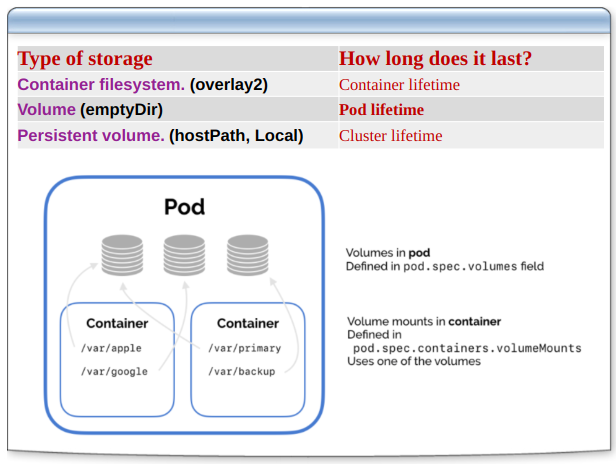 Type of storage How long does it last?
Container filesystem. (overlay2) Container lifetime
Volume (emptyDir) Pod lifetime
Persistent volume. (hostPath, Local) Cluster lifetime
Pod
Volumes in pod
Defined in pod.spec.volumes field
Container Container
/var/apple /var/primary
/var/google /var/backup
Volume mounts in container
Defined in
pod.spec.containers.volumeMounts
Uses one of the volumes